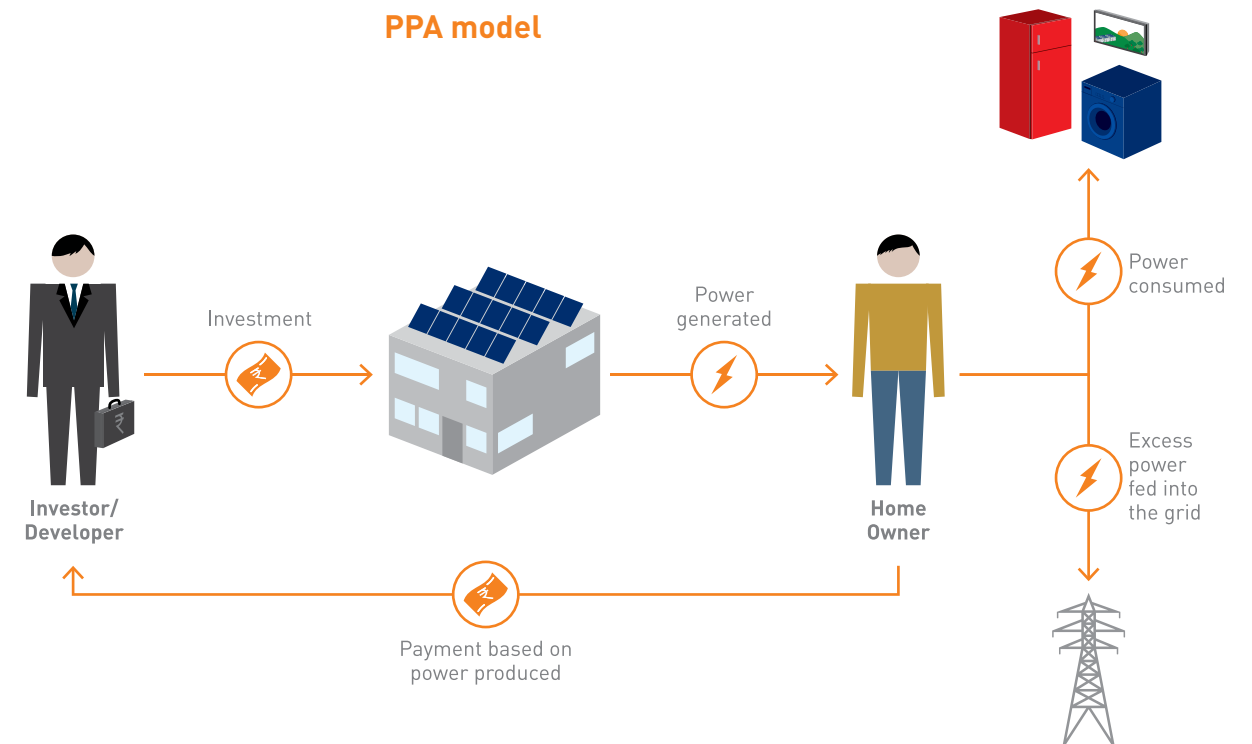 PPA model
Investment
Power
generated
Power
consumed
Excess
power
fed into
the grid
₹
Investor/
Developer
Home
Owner
₹
₹
Payment based on
power produced